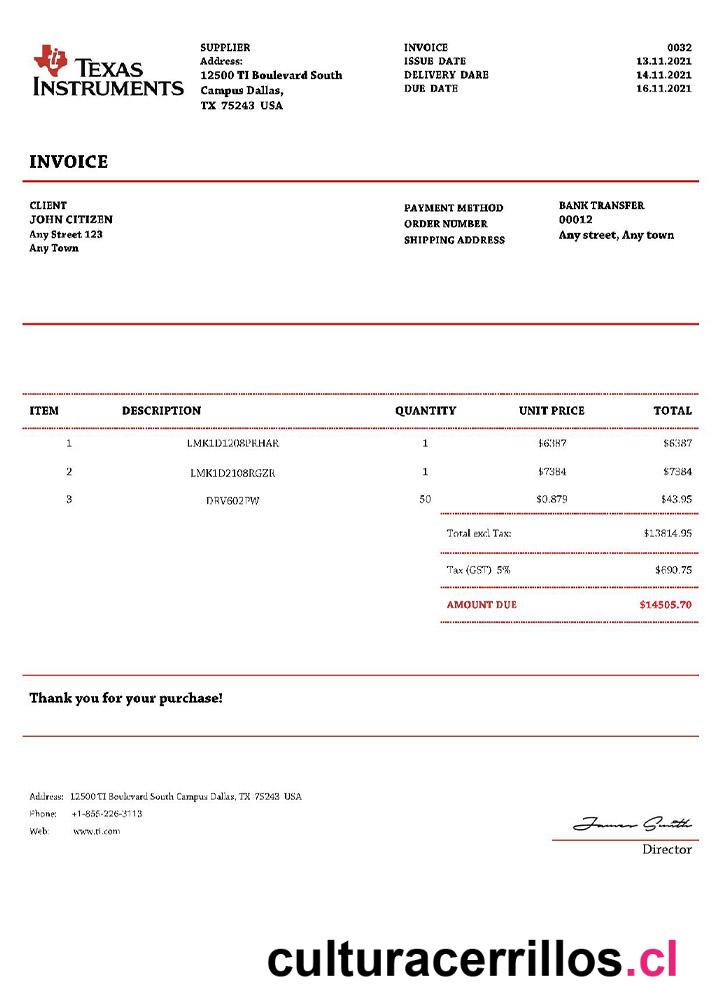 TEXAS
INSTRUMENTS
SUPPLIER
Address:
12500 TI Boulevard South
Campus Dallas,
TX 75243 USA
INVOICE 0032
ISSUE DATE 13.11.2021
DELIVERY DARE 14.11.2021
DUE DATE 16.11.2021
INVOICE
CLIENT
JOHN CITIZEN
Any Street 123
Any Town
PAYMENT METHOD BANK TRANSFER
ORDER NUMBER 00012
SHIPPING ADDRESS Any street, Any town
ITEM DESCRIPTION QUANTITY UNIT PRICE TOTAL
1 LMK1D1208PRHAR 1 $6387 $6387
2 LMK1D2108RGZR 1 $7384 $7384
3 DRV602PW 50 $0.879 $43.95
Total excl Tax: $13814.95
Tax (GST) 5% $690.75
AMOUNT DUE $14505.70
Thank you for your purchase!
Address: 12500 TI Boulevard South Campus Dallas, TX 75243 USA
Phone: +1-855-226-3113
Web: www.ti.com
James Smith
Director
culturacerrillos.cl